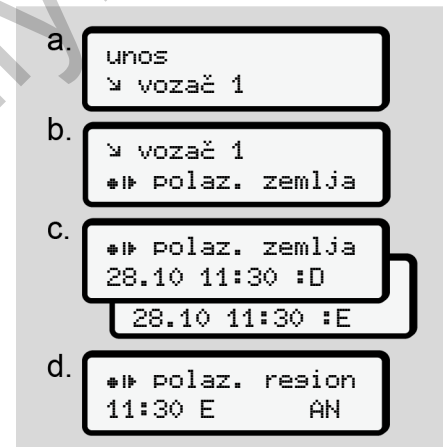 a.
unos
vozač 1
b.
vozač 1
polaz. zemlja
c.
polaz. zemlja
28.10 11:30 :D
28.10 11:30 :E
d.
polaz. region
11:30 E AN